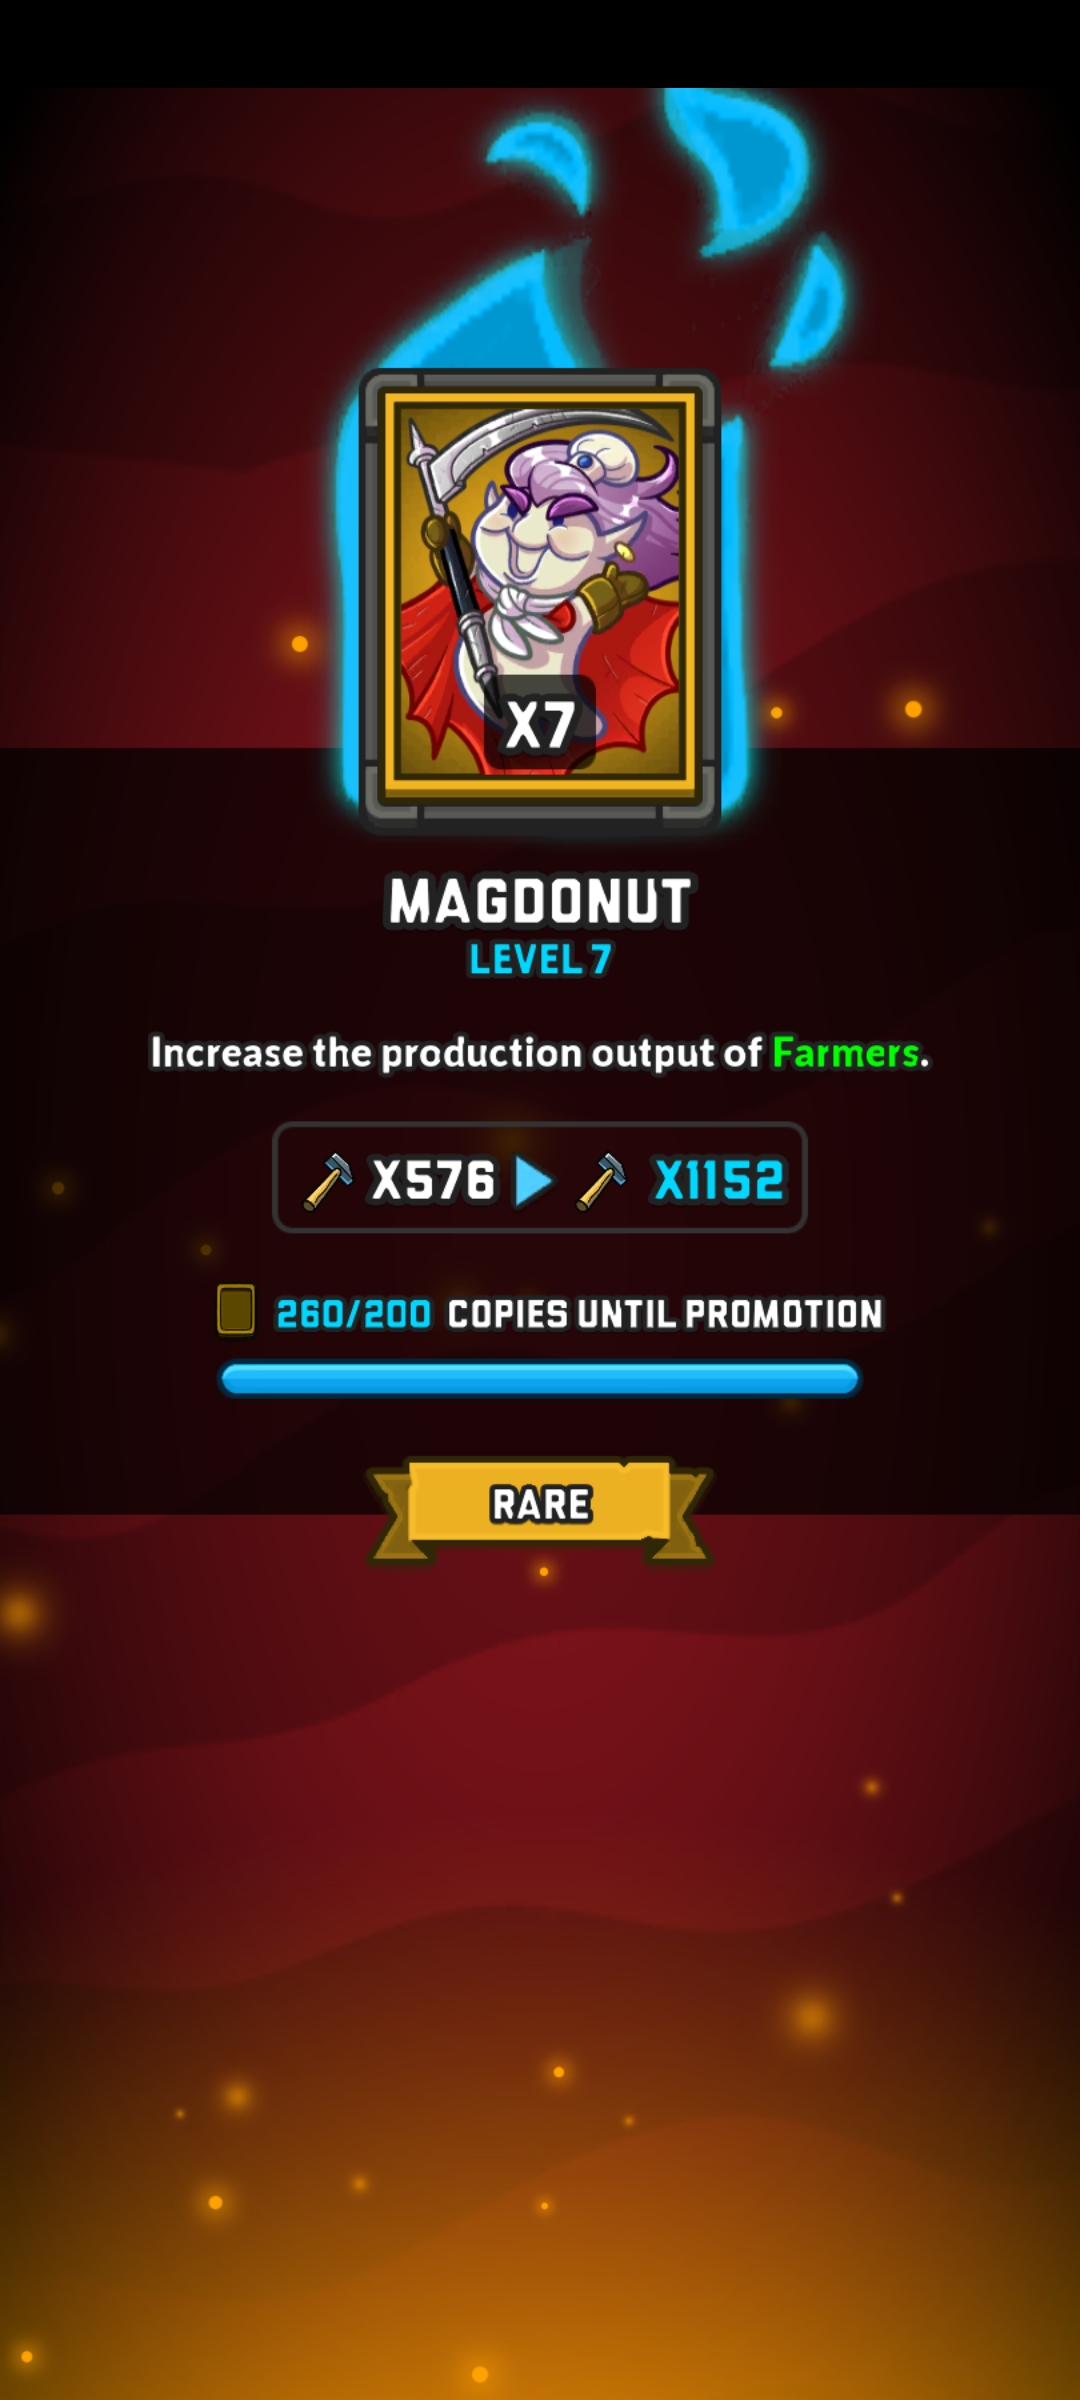 X7
MAGDONUT
LEVEL 7
Increase the production output of Farmers.
X576 X1152
260/200 COPIES UNTIL PROMOTION
RARE